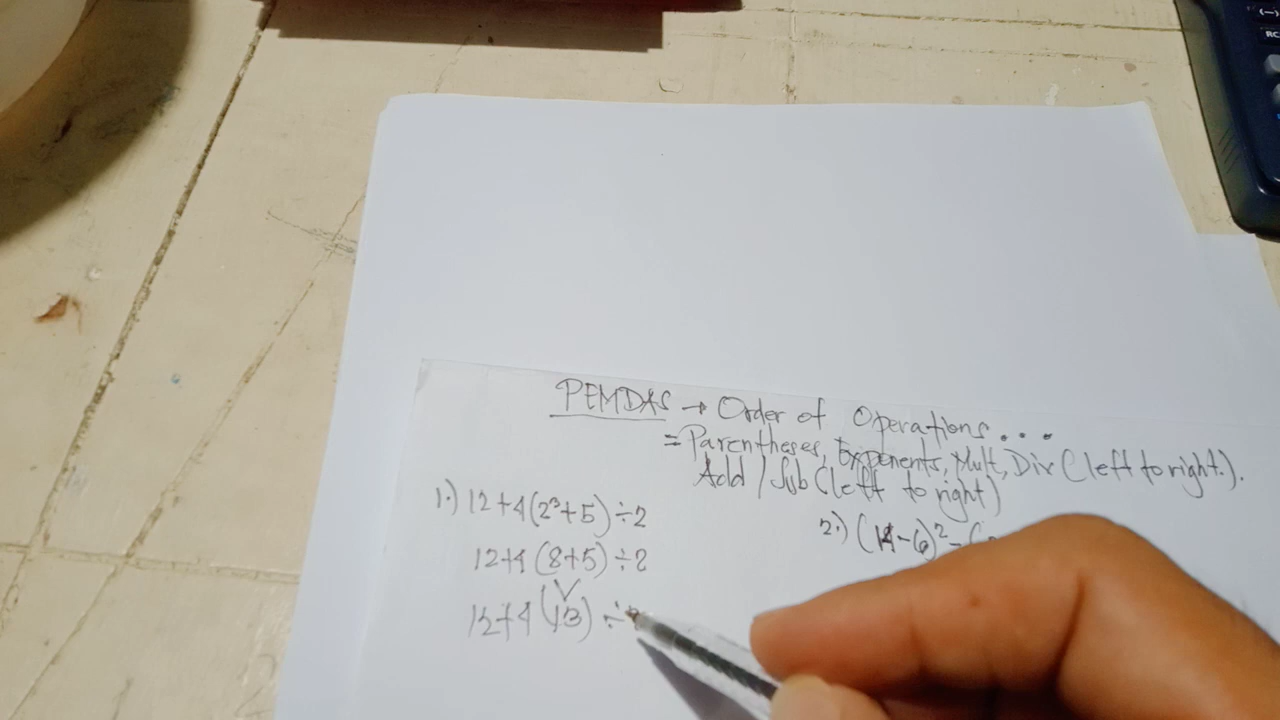 PEMDAS → Order of Operations...
= Parentheses, Exponents, Mult, Div (left to right.).
Add / Sub (left to right)
1.) 12+4(2³+5)÷2
12+4(8+5)÷2
12+4(13)÷
2.) (14-6)²-(
(-)
RC